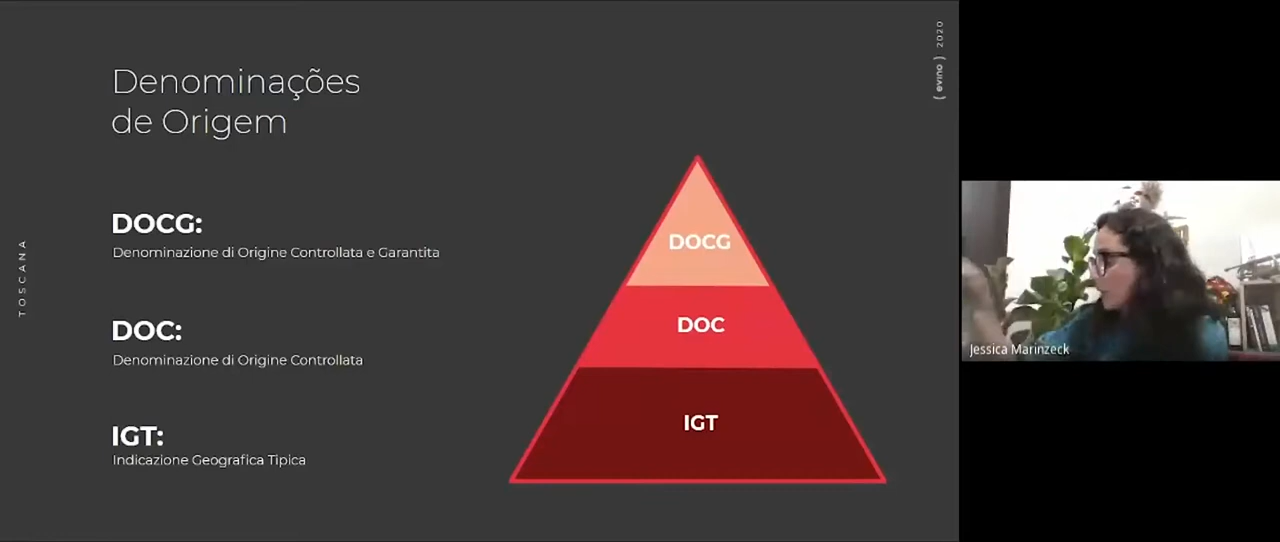 Denominações
de Origem
DOCG:
Denominazione di Origine Controllata e Garantita
DOC:
Denominazione di Origine Controllata
IGT:
Indicazione Geografica Tipica
TOSCANA
DOCG
DOC
IGT
( evino ) 2020
Jessica Marinzeck